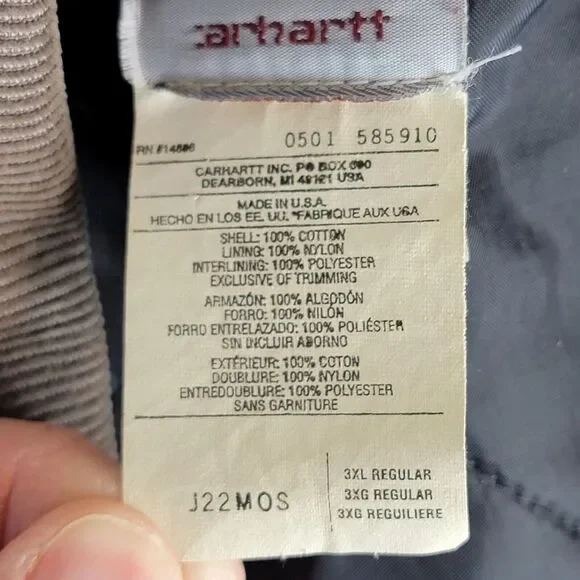 carhartt
RN #14806 0501 585910
CARHARTT INC. PO BOX 600
DEARBORN, MI 48121 USA
MADE IN U.S.A.
HECHO EN LOS EE. UU. *FABRIQUE AUX USA
SHELL: 100% COTTON
LINING: 100% NYLON
INTERLINING: 100% POLYESTER
EXCLUSIVE OF TRIMMING
ARMAZÓN: 100% ALGODÓN
FORRO: 100% NILÓN
FORRO ENTRELAZADO: 100% POLIÉSTER
SIN INCLUIR ADORNO
EXTÉRIEUR: 100% COTON
DOUBLURE: 100% NYLON
ENTREDOUBLURE: 100% POLYESTER
SANS GARNITURE
J22MOS
3XL REGULAR
3XG REGULAR
3XG REGUILIERE